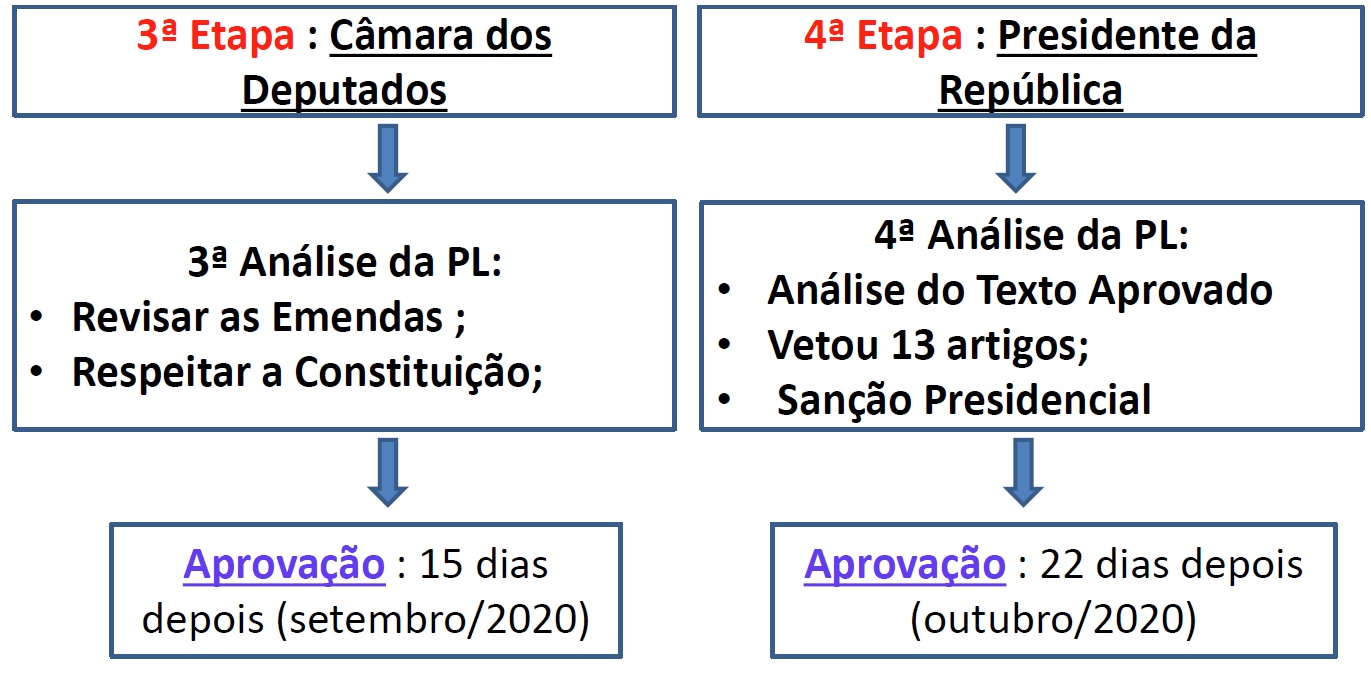 3ª Etapa : Câmara dos
Deputados
3ª Análise da PL:
• Revisar as Emendas ;
• Respeitar a Constituição;
Aprovação : 15 dias
depois (setembro/2020)
4ª Etapa : Presidente da
República
4ª Análise da PL:
• Análise do Texto Aprovado
• Vetou 13 artigos;
• Sanção Presidencial
Aprovação : 22 dias depois
(outubro/2020)